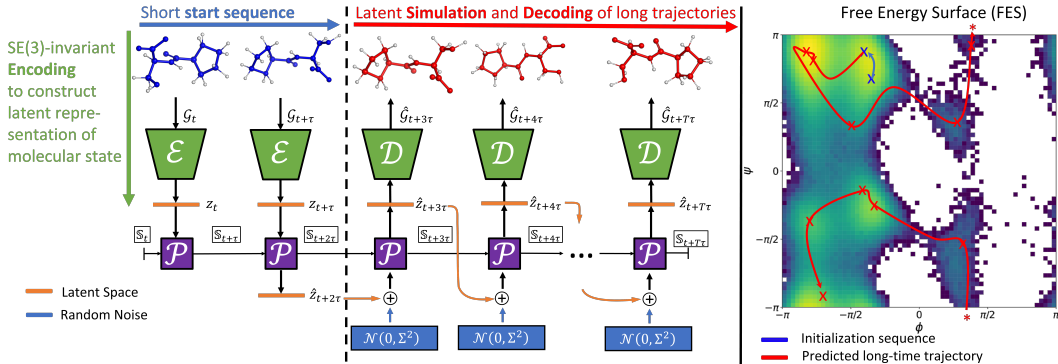 Short start sequence
Latent Simulation and Decoding of long trajectories
Free Energy Surface (FES)
SE(3)-invariant
Encoding
to construct
latent repre-
sentation of
molecular state
𝒢t
𝒢t+τ
𝒢̂t+3τ
𝒢̂t+4τ
𝒢̂t+Tτ
ℰ
ℰ
𝒟
𝒟
𝒟
zt
zt+τ
ẑt+3τ
ẑt+4τ
ẑt+Tτ
𝕊t
𝕊t+τ
𝕊t+2τ
𝕊t+3τ
𝕊t+4τ
𝕊t+Tτ
𝒫
𝒫
𝒫
𝒫
...
𝒫
ẑt+2τ
+
+
+
𝒩(0, Σ²)
𝒩(0, Σ²)
𝒩(0, Σ²)
Latent Space
Random Noise
π
π/2
0
−π/2
−π
ψ
−π
−π/2
0
π/2
π
ϕ
X
X
X
X
X
X
X
X
X
X
X
*
*
Initialization sequence
Predicted long-time trajectory